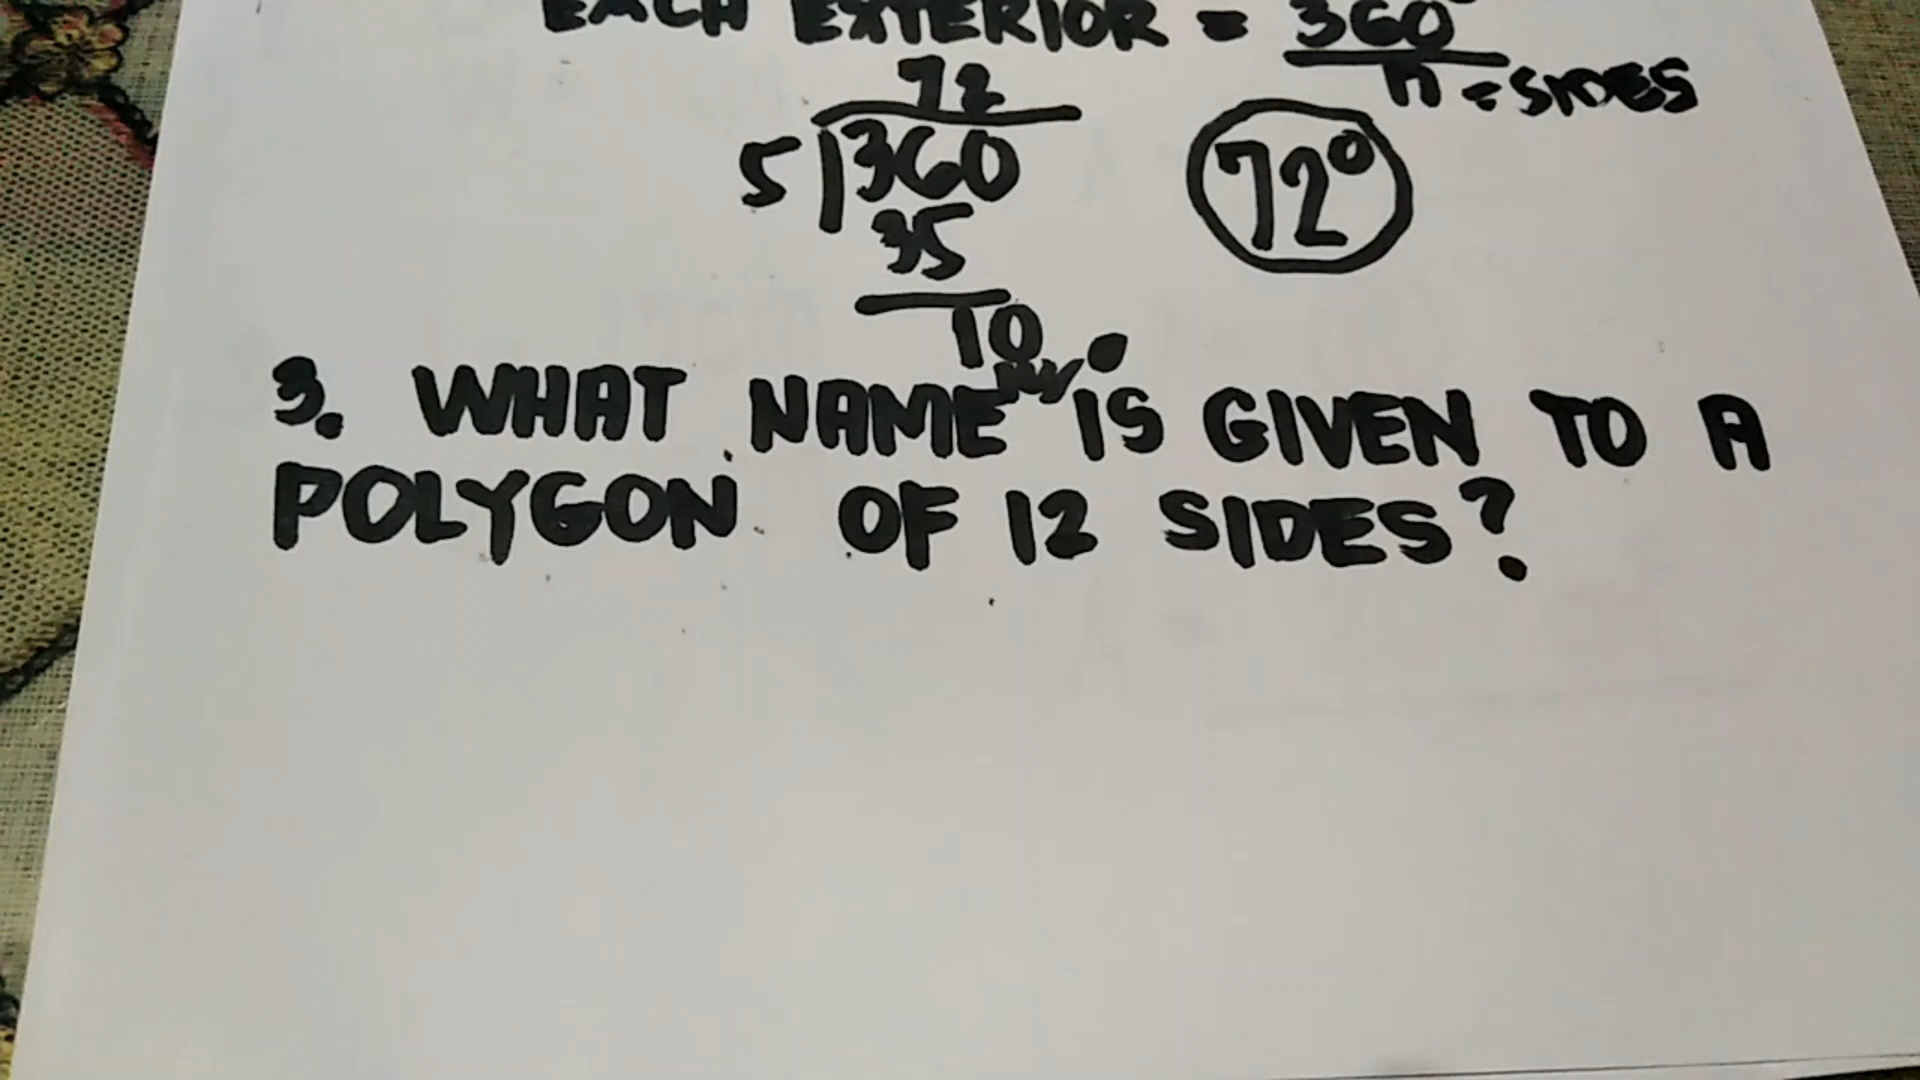 EACH EXTERIOR = 360°
n = SIDES
72
5 360
72°
35
10
3. WHAT NAME IS GIVEN TO A
POLYGON OF 12 SIDES?